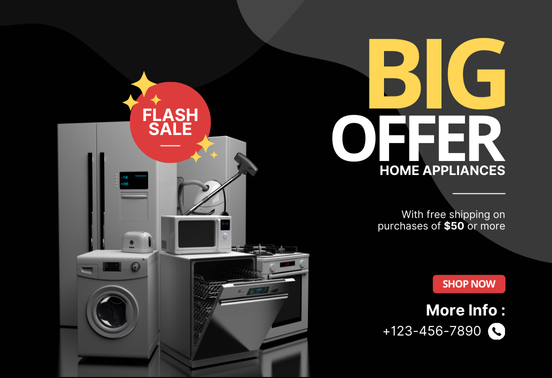 FLASH
SALE
BIG
OFFER
HOME APPLIANCES
With free shipping on
purchases of $50 or more
SHOP NOW
More Info :
+123-456-7890